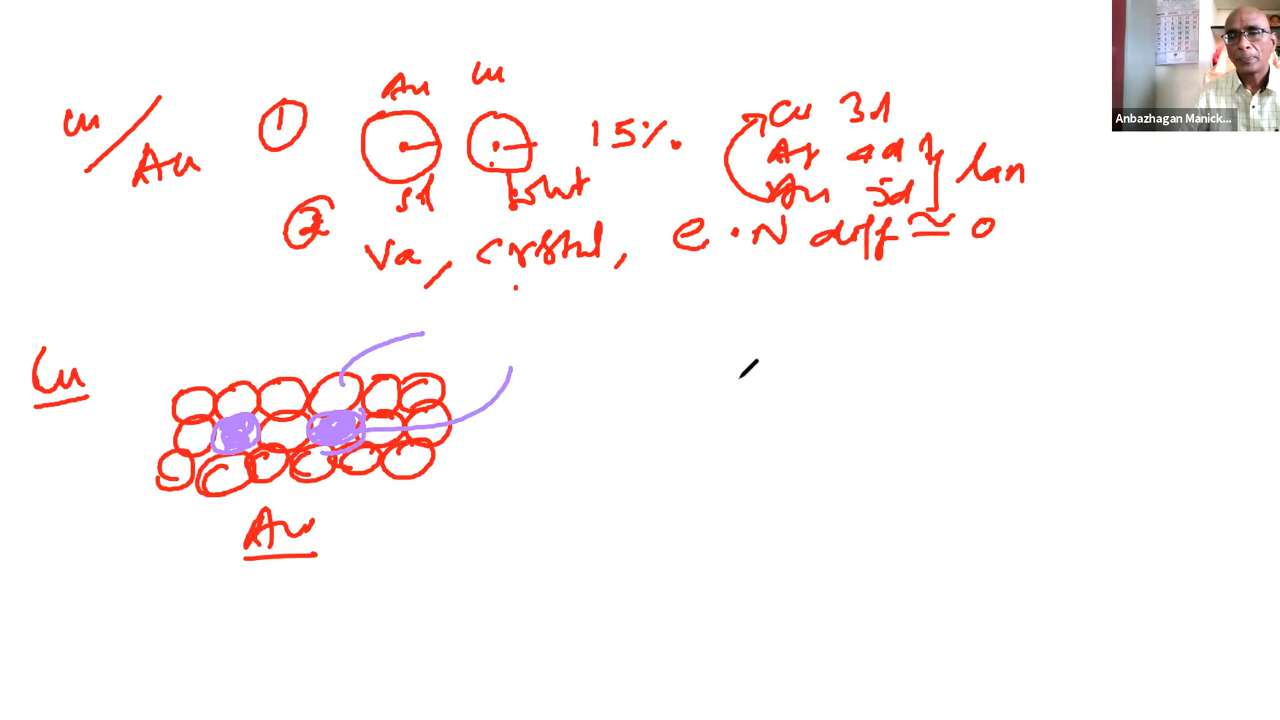 Cu / Au ① Au Cu 15%. Cu 3d
Ag 4d
Au 5d } lan
②
Va, crystal, e.N diff ≅ 0
Cu
Au
Anbazhagan Manick...